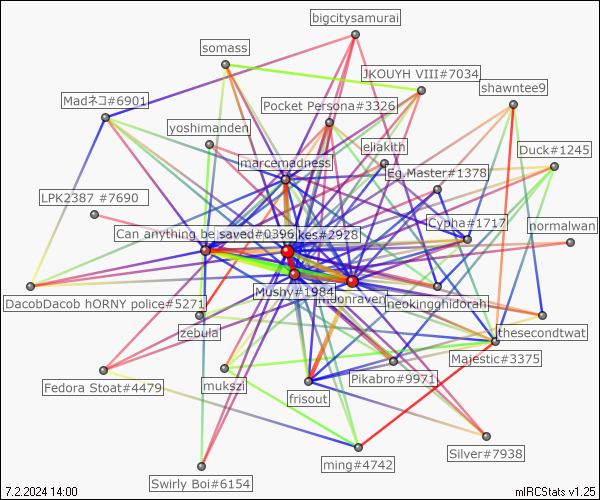 bigcitysamurai
somass
JKOUYH VIII#7034
shawntee9
Madネコ#6901
Pocket Persona#3326
yoshimanden
eliakith
Duck#1245
marcemadness
Eg.Master#1378
LPK2387 #7690
Cypha#1717
normalwan
Can anything be saved#0396
kes#2928
Mushy#1984
monraven
neokingghidorah
DacobDacob hORNY police#5271
zebula
thesecondtwat
Majestic#3375
Pikabro#9971
Fedora Stoat#4479
mukszi
frisout
Silver#7938
ming#4742
Swirly Boi#6154
7.2.2024 14:00
mIRCStats v1.25